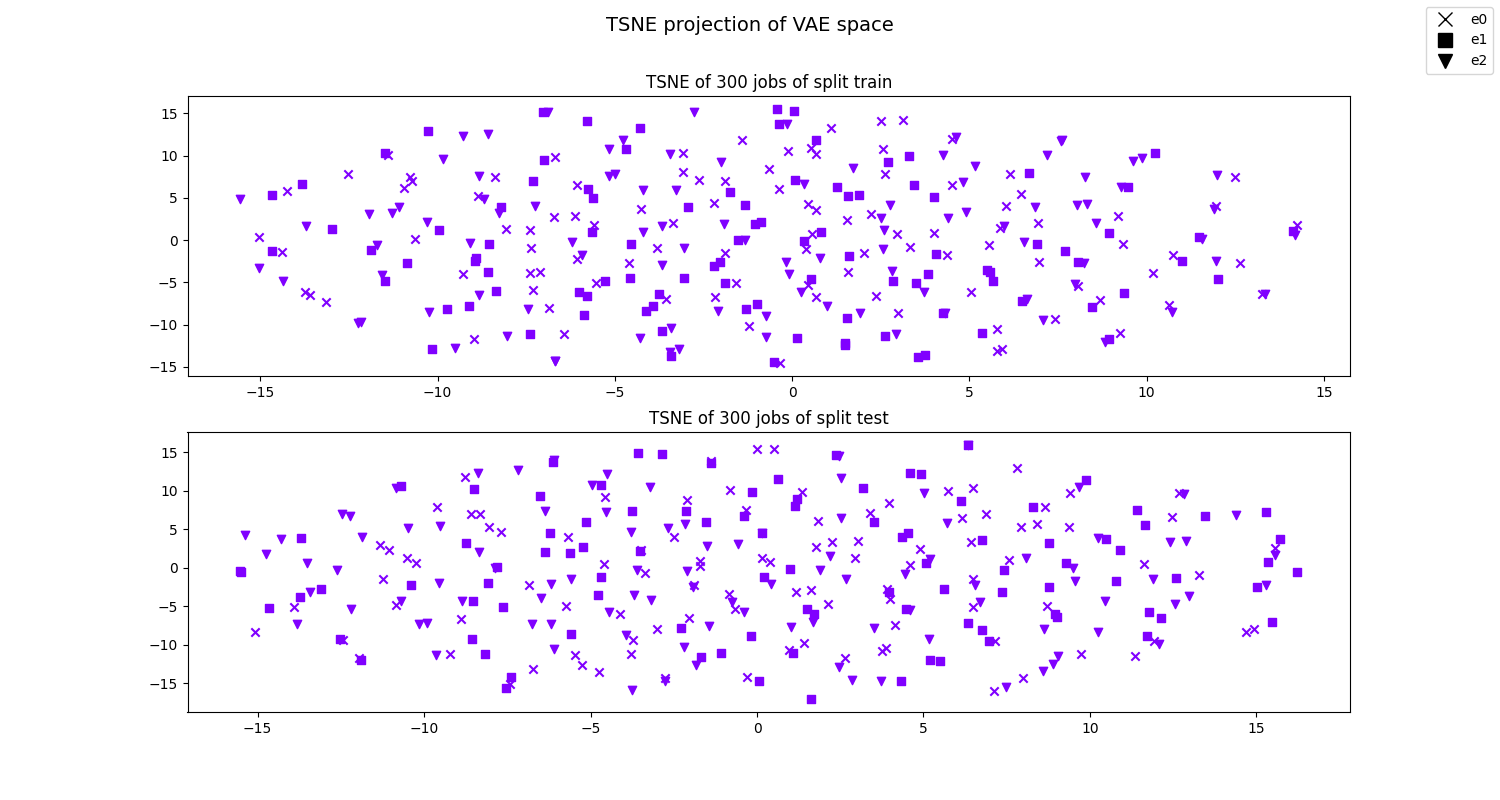 TSNE projection of VAE space
e0
e1
e2
TSNE of 300 jobs of split train
15
10
5
0
−5
−10
−15
−15 −10 −5 0 5 10 15
TSNE of 300 jobs of split test
15
10
5
0
−5
−10
−15
−15 −10 −5 0 5 10 15